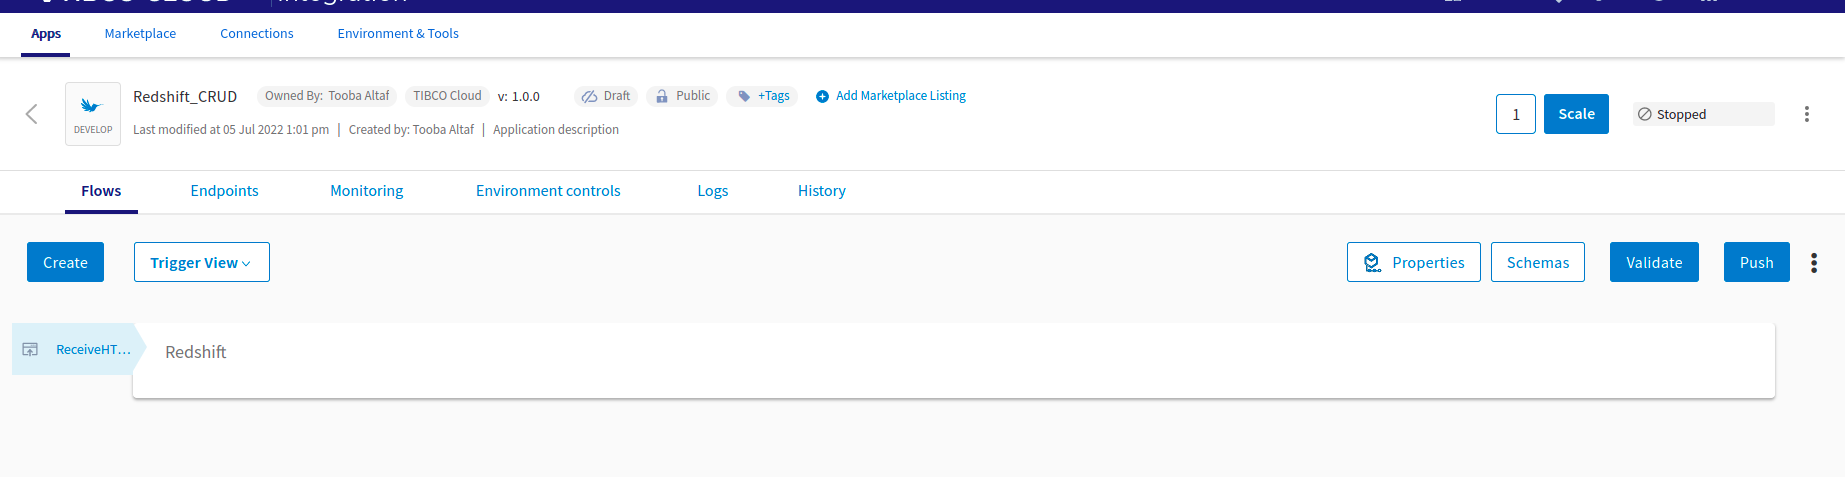 Apps Marketplace Connections Environment & Tools
Redshift_CRUD Owned By: Tooba Altaf TIBCO Cloud v: 1.0.0 Draft Public +Tags Add Marketplace Listing
DEVELOP
Last modified at 05 Jul 2022 1:01 pm | Created by: Tooba Altaf | Application description
1 Scale Stopped
Flows Endpoints Monitoring Environment controls Logs History
Create Trigger View Properties Schemas Validate Push
ReceiveHT... Redshift